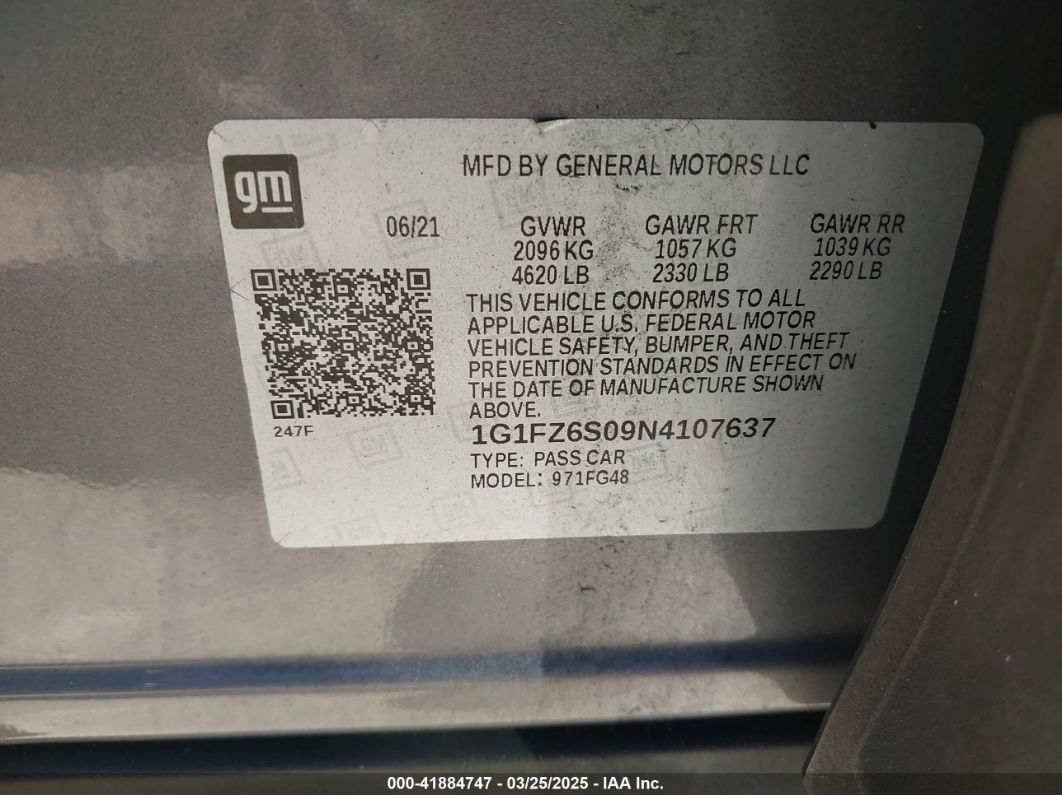 gm
MFD BY GENERAL MOTORS LLC
06/21 GVWR GAWR FRT GAWR RR
2096 KG 1057 KG 1039 KG
4620 LB 2330 LB 2290 LB
THIS VEHICLE CONFORMS TO ALL
APPLICABLE U.S. FEDERAL MOTOR
VEHICLE SAFETY, BUMPER, AND THEFT
PREVENTION STANDARDS IN EFFECT ON
THE DATE OF MANUFACTURE SHOWN
ABOVE.
247F
1G1FZ6S09N4107637
TYPE: PASS CAR
MODEL: 971FG48
000-41884747 - 03/25/2025 - IAA Inc.